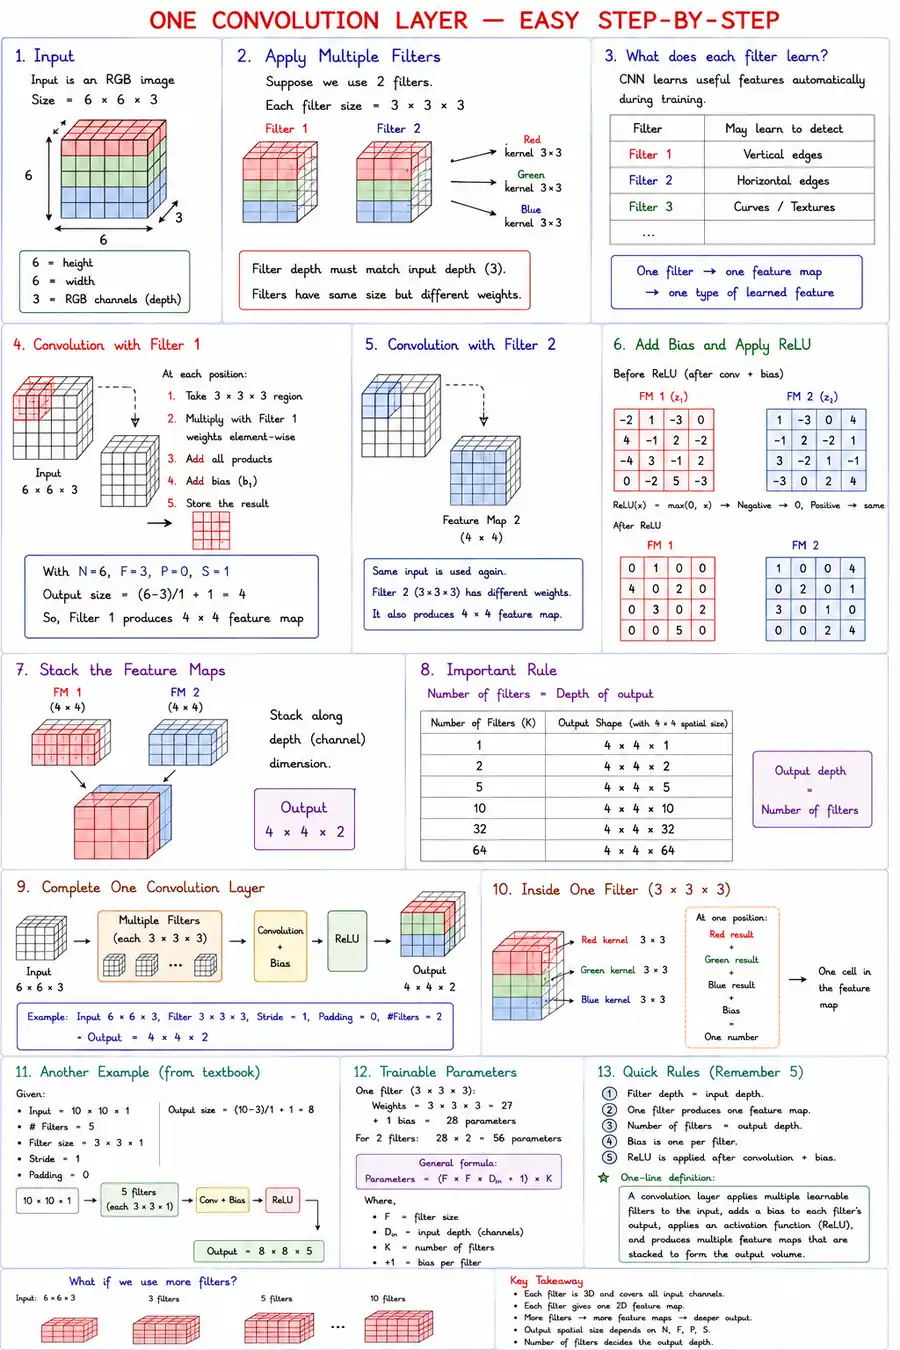 ONE CONVOLUTION LAYER — EASY STEP-BY-STEP
1. Input
Input is an RGB image
Size = 6 × 6 × 3
6
3
6
6 = height
6 = width
3 = RGB channels (depth)
2. Apply Multiple Filters
Suppose we use 2 filters.
Each filter size = 3 × 3 × 3
Filter 1
Filter 2
Red
kernel 3×3
Green
kernel 3×3
Blue
kernel 3×3
Filter depth must match input depth (3).
Filters have same size but different weights.
3. What does each filter learn?
CNN learns useful features automatically
during training.
Filter May learn to detect
Filter 1 Vertical edges
Filter 2 Horizontal edges
Filter 3 Curves / Textures
...
One filter → one feature map
→ one type of learned feature
4. Convolution with Filter 1
Input
6 × 6 × 3
At each position:
1. Take 3 × 3 × 3 region
2. Multiply with Filter 1
weights element-wise
3. Add all products
4. Add bias (b₁)
5. Store the result
With N=6, F=3, P=0, S=1
Output size = (6-3)/1 + 1 = 4
So, Filter 1 produces 4 × 4 feature map
5. Convolution with Filter 2
Feature Map 2
(4 × 4)
Same input is used again.
Filter 2 (3×3×3) has different weights.
It also produces 4 × 4 feature map.
6. Add Bias and Apply ReLU
Before ReLU (after conv + bias)
FM 1 (z₁)
-2 1 -3 0
4 -1 2 -2
-4 3 -1 2
0 -2 5 -3
FM 2 (z₂)
1 -3 0 4
-1 2 -2 1
3 -2 1 -1
-3 0 2 4
ReLU(x) = max(0, x) → Negative → 0, Positive → same
After ReLU
FM 1
0 1 0 0
4 0 2 0
0 3 0 2
0 0 5 0
FM 2
1 0 0 4
0 2 0 1
3 0 1 0
0 0 2 4
7. Stack the Feature Maps
FM 1
(4 × 4)
FM 2
(4 × 4)
Stack along
depth (channel)
dimension.
Output
4 × 4 × 2
8. Important Rule
Number of filters = Depth of output
Number of Filters (K) Output Shape (with 4 × 4 spatial size)
1 4 × 4 × 1
2 4 × 4 × 2
5 4 × 4 × 5
10 4 × 4 × 10
32 4 × 4 × 32
64 4 × 4 × 64
Output depth
=
Number of filters
9. Complete One Convolution Layer
Input
6 × 6 × 3
Multiple Filters
(each 3 × 3 × 3)
...
Convolution
+
Bias
ReLU
Output
4 × 4 × 2
Example: Input 6 × 6 × 3, Filter 3 × 3 × 3, Stride = 1, Padding = 0, #Filters = 2
→ Output = 4 × 4 × 2
10. Inside One Filter (3 × 3 × 3)
Red kernel 3 × 3
Green kernel 3 × 3
Blue kernel 3 × 3
At one position:
Red result
+
Green result
+
Blue result
+
Bias
=
One number
One cell in
the feature
map
11. Another Example (from textbook)
Given:
• Input = 10 × 10 × 1
• # Filters = 5
• Filter size = 3 × 3 × 1
• Stride = 1
• Padding = 0
Output size = (10-3)/1 + 1 = 8
10 × 10 × 1
5 filters
(each 3 × 3 × 1)
Conv + Bias
ReLU
Output = 8 × 8 × 5
12. Trainable Parameters
One filter (3 × 3 × 3):
Weights = 3 × 3 × 3 = 27
+ 1 bias = 28 parameters
For 2 filters: 28 × 2 = 56 parameters
General formula:
Parameters = (F × F × Dᵢₙ + 1) × K
Where,
• F = filter size
• Dᵢₙ = input depth (channels)
• K = number of filters
• +1 = bias per filter
13. Quick Rules (Remember 5)
1 Filter depth = input depth.
2 One filter produces one feature map.
3 Number of filters = output depth.
4 Bias is one per filter.
5 ReLU is applied after convolution + bias.
One-line definition:
A convolution layer applies multiple learnable
filters to the input, adds a bias to each filter's
output, applies an activation function (ReLU),
and produces multiple feature maps that are
stacked to form the output volume.
What if we use more filters?
Input: 6×6×3
3 filters
5 filters
...
10 filters
Key Takeaway
• Each filter is 3D and covers all input channels.
• Each filter gives one 2D feature map.
• More filters → more feature maps → deeper output.
• Output spatial size depends on N, F, P, S.
• Number of filters decides the output depth.